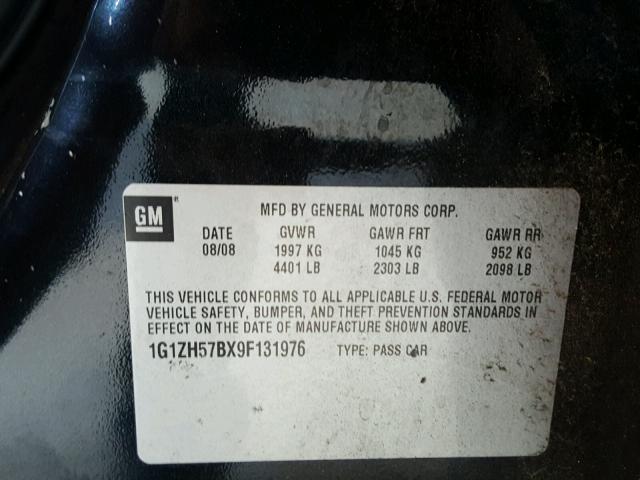 GM ®
MFD BY GENERAL MOTORS CORP.
DATE GVWR GAWR FRT GAWR RR
08/08 1997 KG 1045 KG 952 KG
4401 LB 2303 LB 2098 LB
THIS VEHICLE CONFORMS TO ALL APPLICABLE U.S. FEDERAL MOTOR
VEHICLE SAFETY, BUMPER, AND THEFT PREVENTION STANDARDS IN
EFFECT ON THE DATE OF MANUFACTURE SHOWN ABOVE.
1G1ZH57BX9F131976 TYPE: PASS CAR